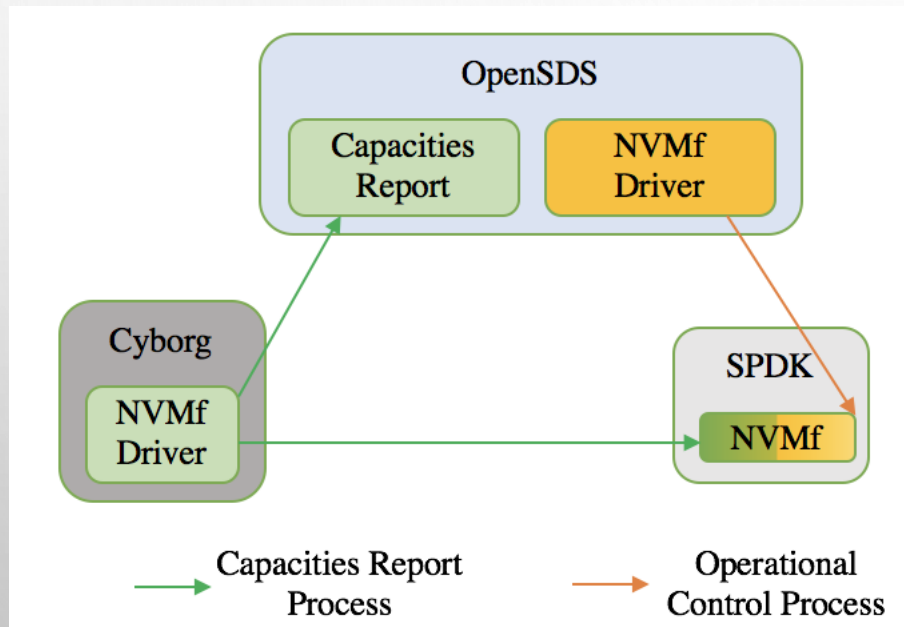 OpenSDS
Capacities
Report
NVMf
Driver
Cyborg
NVMf
Driver
SPDK
NVMf
Capacities Report
Process
Operational
Control Process